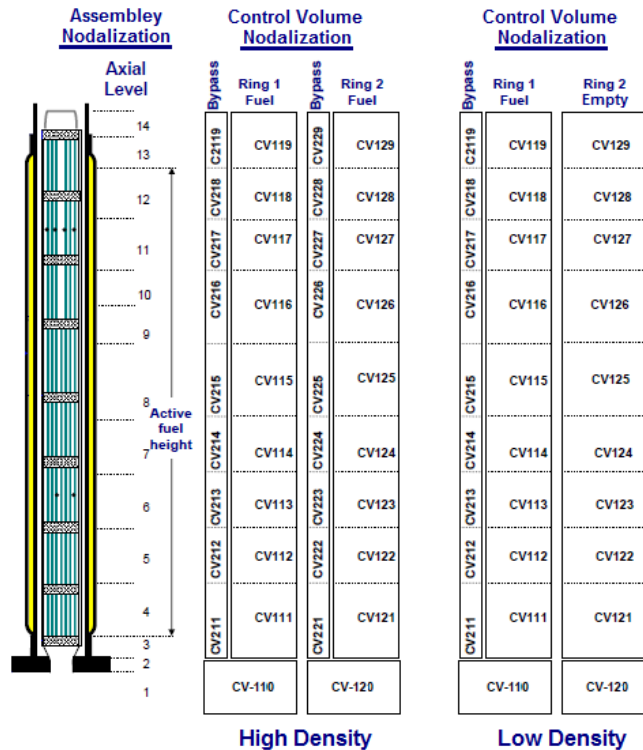 Assembley
Nodalization
Axial
Level
14
13
12
11
10
9
8
Active
fuel
height
7
6
5
4
3
2
1
Control Volume
Nodalization
Bypass
Ring 1
Fuel
Bypass
Ring 2
Fuel
C2119
CV119
CV229
CV129
CV218
CV118
CV228
CV128
CV217
CV117
CV227
CV127
CV216
CV116
CV226
CV126
CV215
CV115
CV225
CV125
CV214
CV114
CV224
CV124
CV213
CV113
CV223
CV123
CV212
CV112
CV222
CV122
CV211
CV111
CV221
CV121
CV-110
CV-120
High Density
Control Volume
Nodalization
Bypass
Ring 1
Fuel
Ring 2
Empty
C2119
CV119
CV129
CV218
CV118
CV128
CV217
CV117
CV127
CV216
CV116
CV126
CV215
CV115
CV125
CV214
CV114
CV124
CV213
CV113
CV123
CV212
CV112
CV122
CV211
CV111
CV121
CV-110
CV-120
Low Density